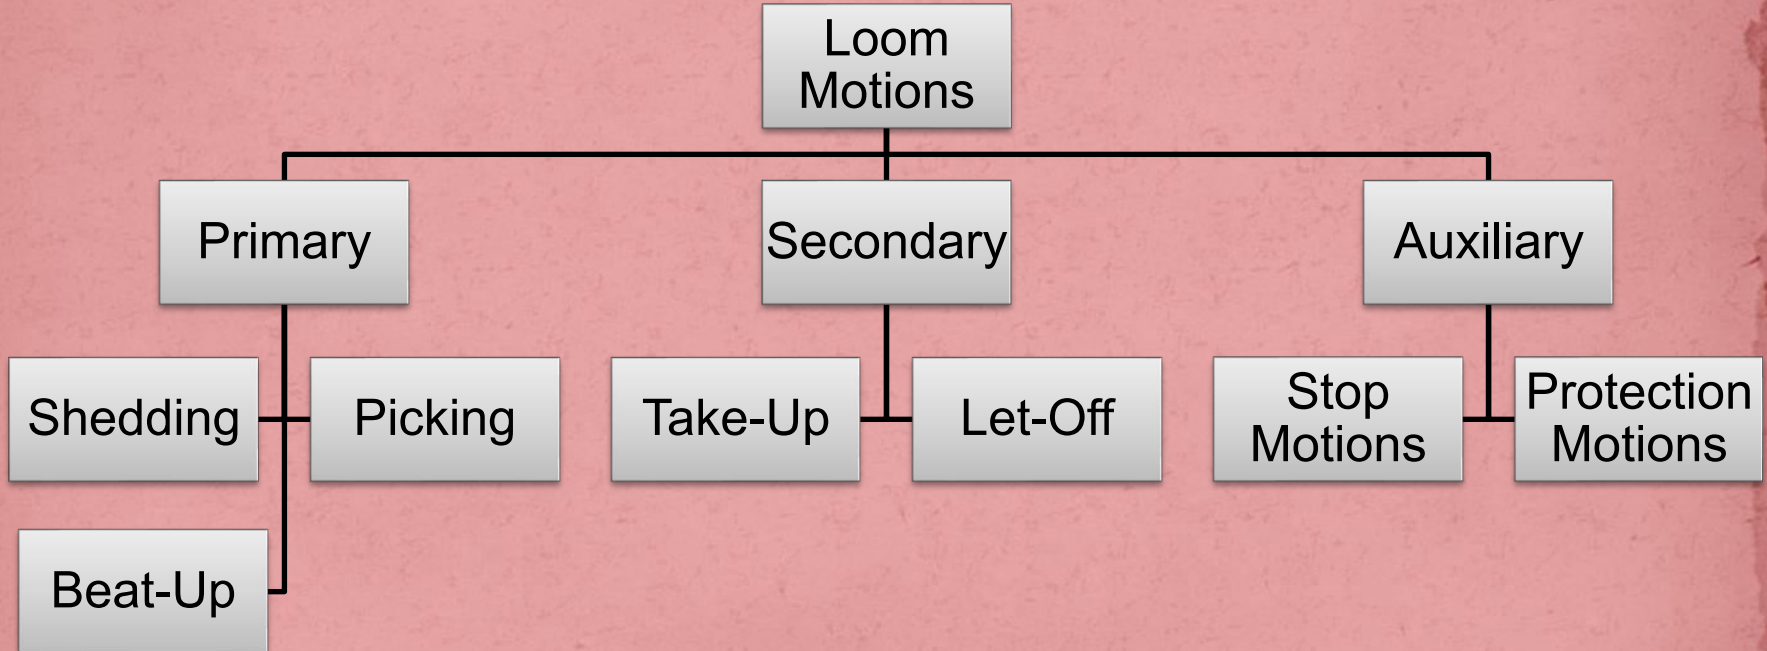 Loom
Motions
Primary
Secondary
Auxiliary
Shedding
Picking
Take-Up
Let-Off
Stop
Motions
Protection
Motions
Beat-Up